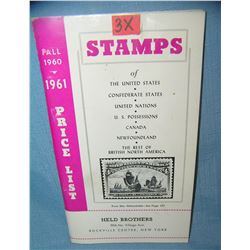 3X
FALL
1960
1961
PRICE LIST
STAMPS
of
THE UNITED STATES
CONFEDERATE STATES
UNITED NATIONS
U. S. POSSESSIONS
CANADA
NEWFOUNDLAND
THE REST OF
BRITISH NORTH AMERICA
HELD BROTHERS
ROCKVILLE CENTER, NEW YORK